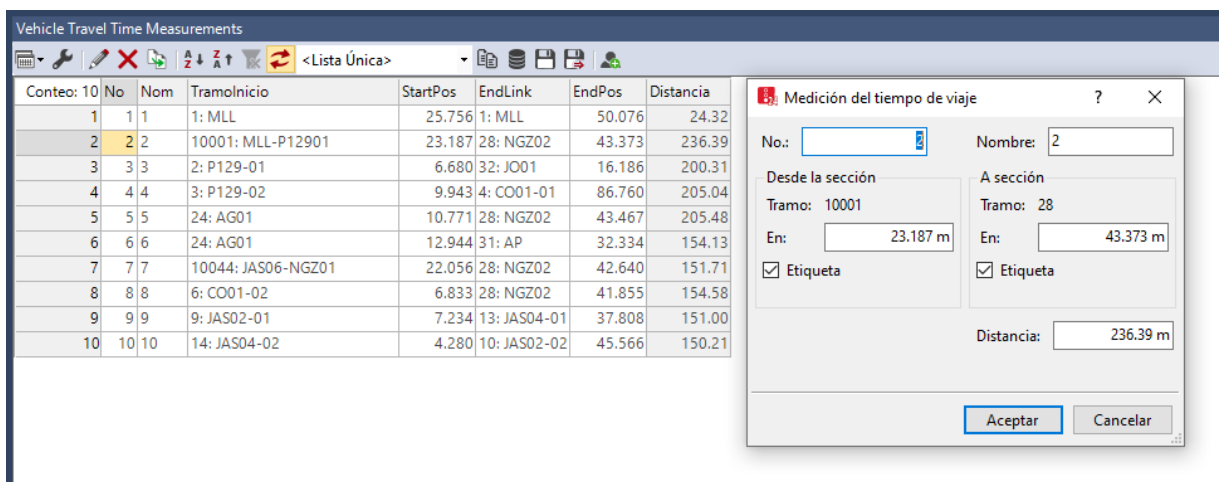 Vehicle Travel Time Measurements
<Lista Única>
Conteo: 10 No Nom TramoInicio StartPos EndLink EndPos Distancia
1 1 1 1: MLL 25.756 1: MLL 50.076 24.32
2 2 2 10001: MLL-P12901 23.187 28: NGZ02 43.373 236.39
3 3 3 2: P129-01 6.680 32: JO01 16.186 200.31
4 4 4 3: P129-02 9.943 4: CO01-01 86.760 205.04
5 5 5 24: AG01 10.771 28: NGZ02 43.467 205.48
6 6 6 24: AG01 12.944 31: AP 32.334 154.13
7 7 7 10044: JAS06-NGZ01 22.056 28: NGZ02 42.640 151.71
8 8 8 6: CO01-02 6.833 28: NGZ02 41.855 154.58
9 9 9 9: JAS02-01 7.234 13: JAS04-01 37.808 151.00
10 10 10 14: JAS04-02 4.280 10: JAS02-02 45.566 150.21
Medición del tiempo de viaje ? X
No.: 2 Nombre: 2
Desde la sección A sección
Tramo: 10001 Tramo: 28
En: 23.187 m En: 43.373 m
Etiqueta Etiqueta
Distancia: 236.39 m
Aceptar Cancelar